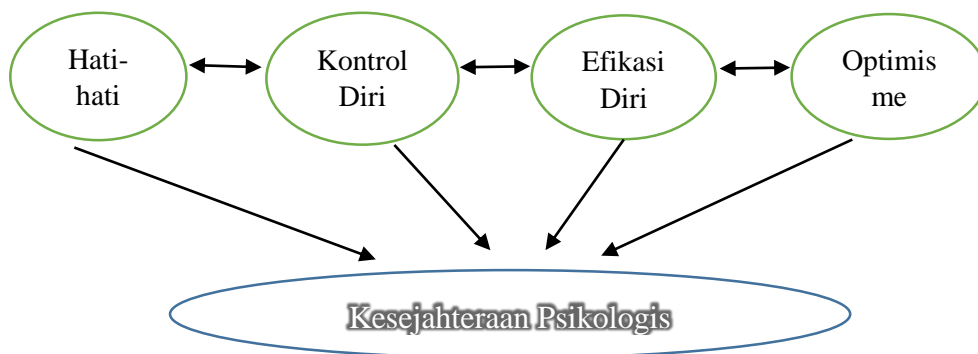 Hati-
hati
Kontrol
Diri
Efikasi
Diri
Optimis
me
Kesejahteraan Psikologis